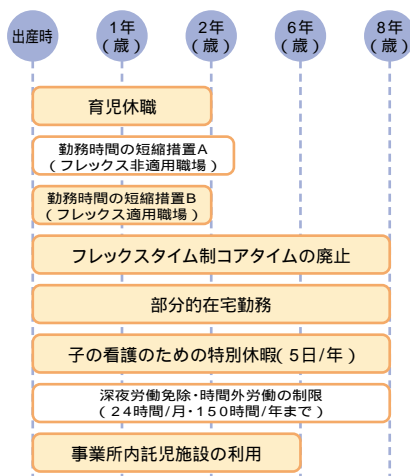 出産時
1年
(歳)
2年
(歳)
6年
(歳)
8年
(歳)
育児休職
勤務時間の短縮措置A
(フレックス非適用職場)
勤務時間の短縮措置B
(フレックス適用職場)
フレックスタイム制コアタイムの廃止
部分的在宅勤務
子の看護のための特別休暇(5日/年)
深夜労働免除・時間外労働の制限
(24時間/月・150時間/年まで)
事業所内託児施設の利用